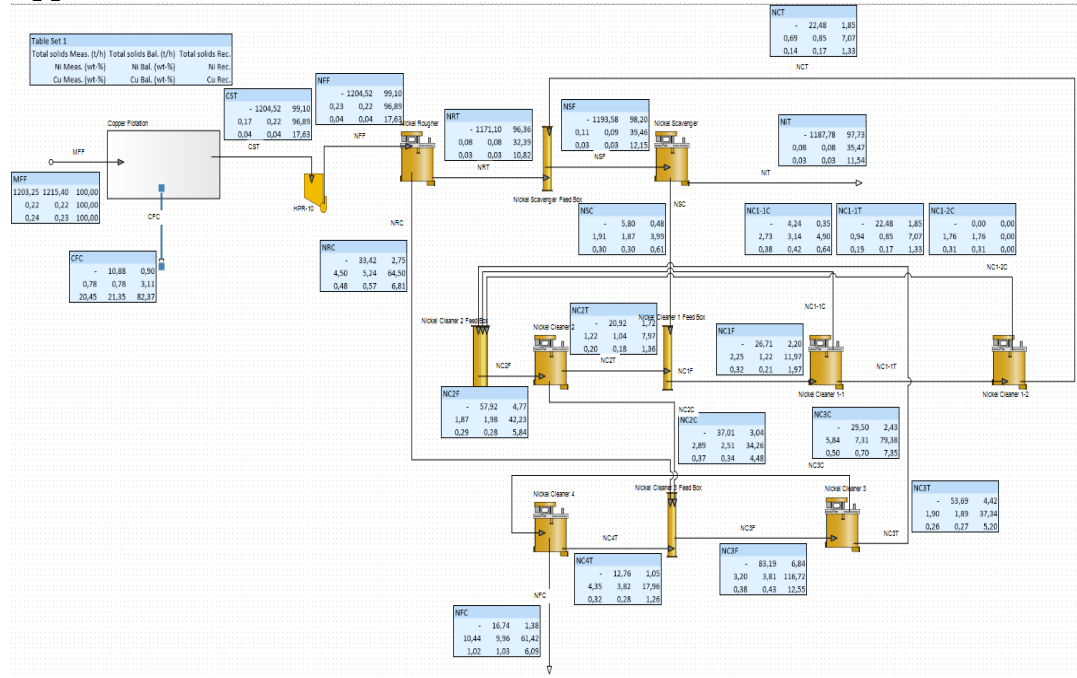 NCT
- 22,48 1,85
0,69 0,85 7,07
0,14 0,17 1,33
NCT
Table Set 1
Total solids Meas. (t/h) Total solids Bal. (t/h) Total solids Rec.
Ni Meas. (wt-%) Ni Bal. (wt-%) Ni Rec.
Cu Meas. (wt-%) Cu Bal. (wt-%) Cu Rec.
NFF
- 1204,52 99,10
0,23 0,22 96,89
0,04 0,04 17,63
NFF
CST
- 1204,52 99,10
0,17 0,22 96,89
0,04 0,04 17,63
CST
NRT
- 1171,10 96,36
0,08 0,08 32,39
0,03 0,03 10,82
NRT
NSF
- 1193,58 98,20
0,11 0,09 39,46
0,03 0,03 12,15
NSF
NIT
- 1187,78 97,73
0,08 0,08 35,47
0,03 0,03 11,54
NIT
Copper Flotation
Nickel Rougher
Nickel Scavenger
MFF
MFF
1203,25 1215,40 100,00
0,22 0,22 100,00
0,24 0,23 100,00
HPR-10
Nickel Scavenger Feed Box
CFC
CFC
- 10,88 0,90
0,78 0,78 3,11
20,45 21,35 82,37
NRC
NRC
- 33,42 2,75
4,50 5,24 64,50
0,48 0,57 6,81
NSC
NSC
- 5,80 0,48
1,91 1,87 3,99
0,30 0,30 0,61
NC1-1C
- 4,24 0,35
2,73 3,14 4,90
0,38 0,42 0,64
NC1-1T
- 22,48 1,85
0,94 0,85 7,07
0,19 0,17 1,33
NC1-2C
- 0,00 0,00
1,76 1,76 0,00
0,31 0,31 0,00
NC1-2C
NC1-1C
Nickel Cleaner 2 Feed Box
Nickel Cleaner 2
NC2T
- 20,92 1,72
1,22 1,04 7,97
0,20 0,18 1,36
NC2T
Nickel Cleaner 1 Feed Box
NC1F
- 26,71 2,20
2,25 1,22 11,97
0,32 0,21 1,97
NC1F
NC2F
NC1-1T
Nickel Cleaner 1-1
Nickel Cleaner 1-2
NC2F
- 57,92 4,77
1,87 1,98 42,23
0,29 0,28 5,84
NC2C
NC2C
- 37,01 3,04
2,89 2,51 34,26
0,37 0,34 4,48
NC3C
- 29,50 2,43
5,84 7,31 79,38
0,50 0,70 7,35
NC3C
Nickel Cleaner 4
Nickel Cleaner 3 Feed Box
Nickel Cleaner 3
NC3T
- 53,69 4,42
1,90 1,89 37,34
0,26 0,27 5,20
NC4T
NC3F
NC3T
NC4T
- 12,76 1,05
4,35 3,82 17,96
0,32 0,28 1,26
NC3F
- 83,19 6,84
3,20 3,81 116,72
0,38 0,43 12,55
NFC
NFC
- 16,74 1,38
10,44 9,96 61,42
1,02 1,03 6,09